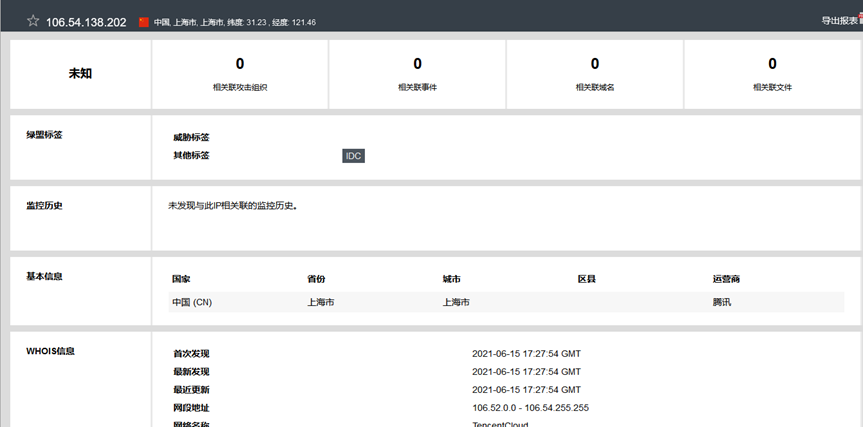 106.54.138.202 中国, 上海市, 上海市, 纬度: 31.23 , 经度: 121.46 导出报表
未知
0 0 0 0
相关联攻击组织 相关联事件 相关联域名 相关联文件
绿盟标签
威胁标签
其他标签 IDC
监控历史 未发现与此IP相关联的监控历史。
基本信息
国家 省份 城市 区县 运营商
中国 (CN) 上海市 上海市 腾讯
WHOIS信息
首次发现 2021-06-15 17:27:54 GMT
最新发现 2021-06-15 17:27:54 GMT
最近更新 2021-06-15 17:27:54 GMT
网段地址 106.52.0.0 - 106.54.255.255
网络名称 TencentCloud